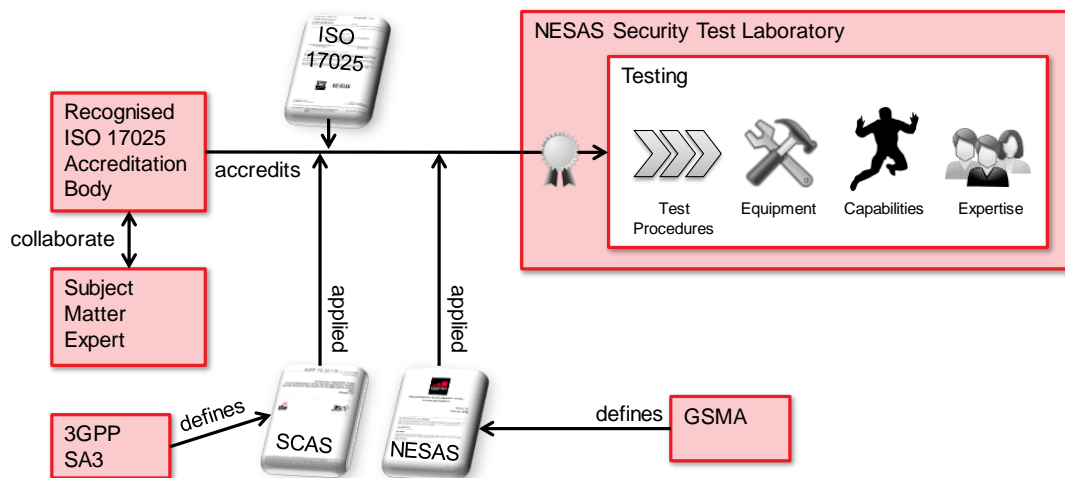 ISO
17025
NESAS Security Test Laboratory
Testing
Recognised
ISO 17025
Accreditation
Body
accredits
Test
Procedures
Equipment
Capabilities
Expertise
collaborate
Subject
Matter
Expert
applied
applied
3GPP
SA3
defines
SCAS
NESAS
defines
GSMA